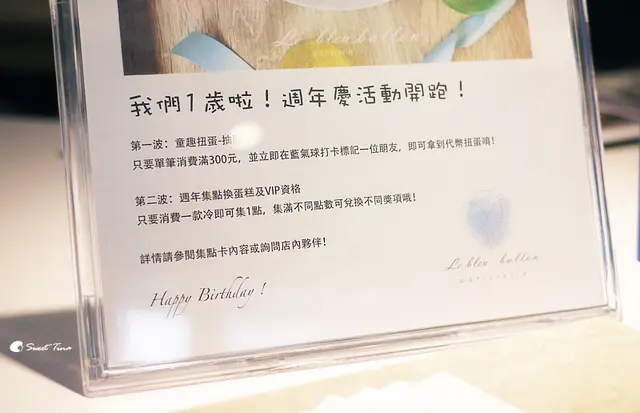 Le bleu ballon
我們1歲啦！週年慶活動開跑！
第一波：童趣扭蛋-抽
只要單筆消費滿300元，並立即在藍氣球打卡標記一位朋友，即可拿到代幣扭蛋唷！
第二波：週年集點換蛋糕及VIP資格
只要消費一款冷即可集1點，集滿不同點數可兌換不同獎項哦！
詳情請參閱集點卡內容或詢問店內夥伴！
Le bleu ballon
Happy Birthday !
Sweet Tina